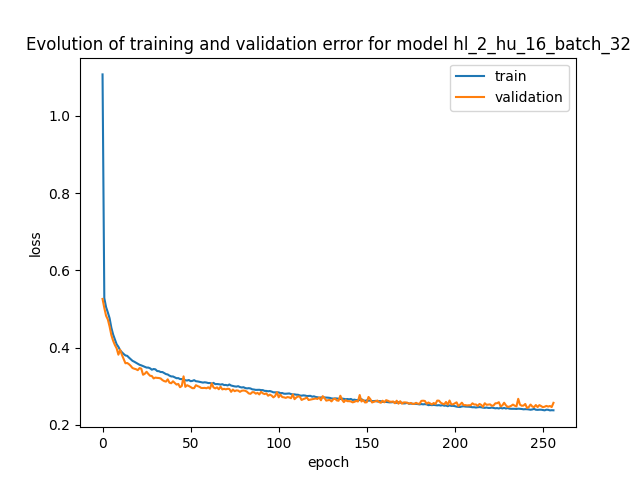 Evolution of training and validation error for model hl_2_hu_16_batch_32
train
validation
1.0
0.8
0.6
0.4
0.2
loss
0
50
100
150
200
250
epoch